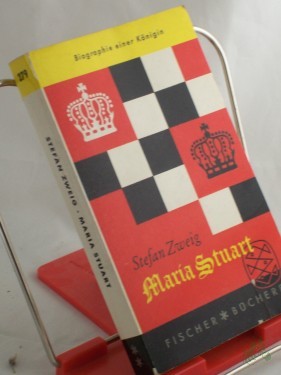 Biographie einer Königin
Stefan Zweig
Maria Stuart
FISCHER BÜCHEREI
STEFAN ZWEIG · MARIA STUART